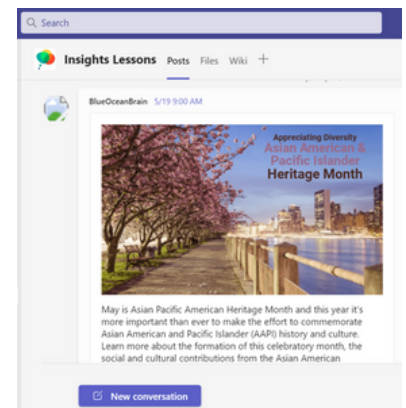 Search
Insights Lessons Posts Files Wiki +
BlueOceanBrain 5/19 9:00 AM
Appreciating Diversity
Asian American &
Pacific Islander
Heritage Month
May is Asian Pacific American Heritage Month and this year it's
more important than ever to make the effort to commemorate
Asian American and Pacific Islander (AAPI) history and culture.
Learn more about the formation of this celebratory month, the
social and cultural contributions from the Asian American
New conversation